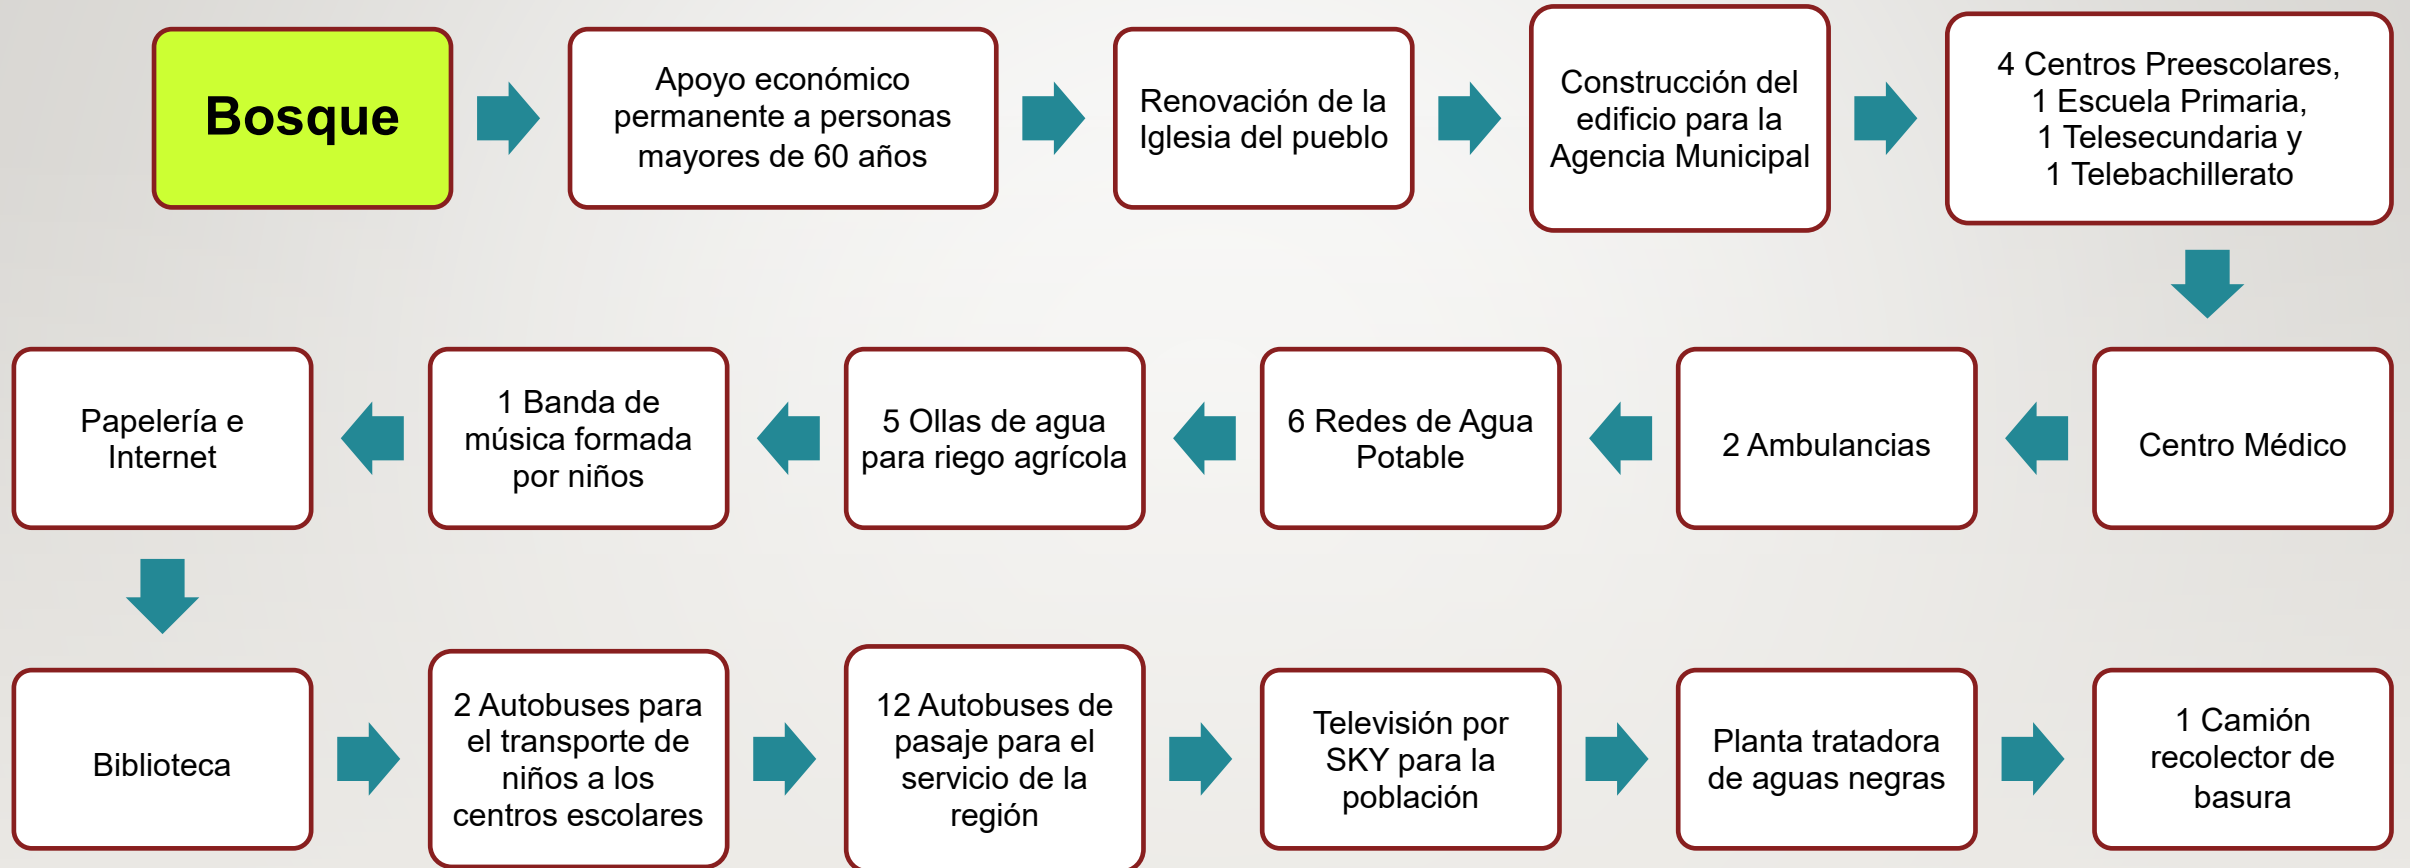 Bosque
Apoyo económico
permanente a personas
mayores de 60 años
Renovación de la
Iglesia del pueblo
Construcción del
edificio para la
Agencia Municipal
4 Centros Preescolares,
1 Escuela Primaria,
1 Telesecundaria y
1 Telebachillerato
Centro Médico
2 Ambulancias
6 Redes de Agua
Potable
5 Ollas de agua
para riego agrícola
1 Banda de
música formada
por niños
Papelería e
Internet
Biblioteca
2 Autobuses para
el transporte de
niños a los
centros escolares
12 Autobuses de
pasaje para el
servicio de la
región
Televisión por
SKY para la
población
Planta tratadora
de aguas negras
1 Camión
recolector de
basura